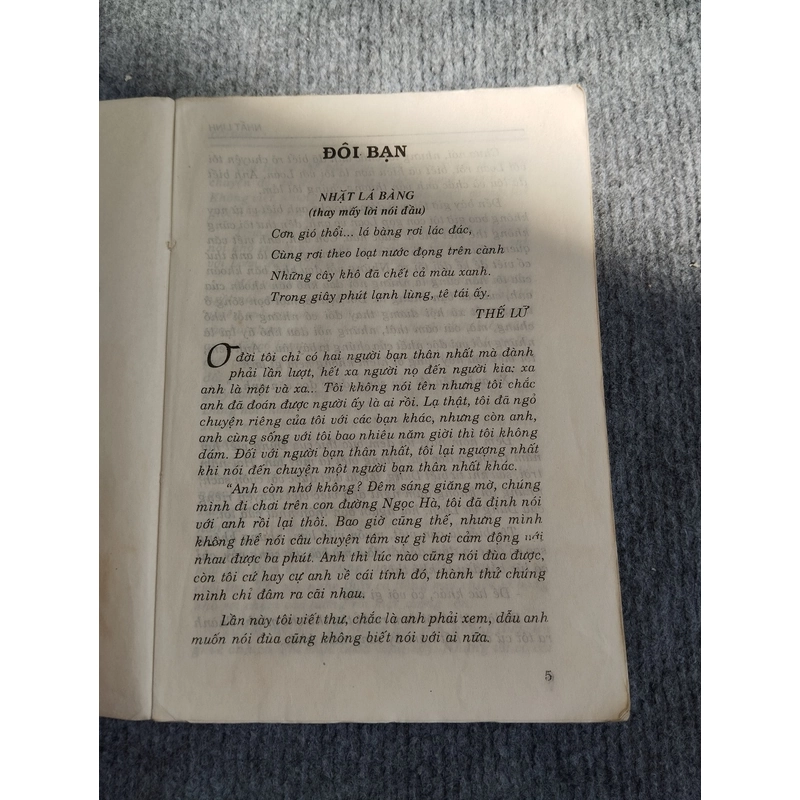 ĐÔI BẠN
NHẶT LÁ BÀNG
(thay mấy lời nói đầu)
Cơn gió thổi... lá bàng rơi lác đác,
Cùng rơi theo loạt nước đọng trên cành
Những cây khô đã chết cả màu xanh.
Trong giây phút lạnh lùng, tê tái ấy.
THẾ LỮ
Ở đời tôi chỉ có hai người bạn thân nhất mà đành
phải lần lượt, hết xa người nọ đến người kia: xa
anh là một và xa... Tôi không nói tên nhưng tôi chắc
anh đã đoán được người ấy là ai rồi. Lạ thật, tôi đã ngỏ
chuyện riêng của tôi với các bạn khác, nhưng còn anh,
anh cùng sống với tôi bao nhiêu năm giời thì tôi không
dám. Đối với người bạn thân nhất, tôi lại ngượng nhất
khi nói đến chuyện một người bạn thân nhất khác.
"Anh còn nhớ không? Đêm sáng giăng mờ, chúng
mình đi chơi trên con đường Ngọc Hà, tôi đã định nói
với anh rồi lại thôi. Bao giờ cũng thế, nhưng mình
không thể nói câu chuyện tâm sự gì hơi cảm động với
nhau được ba phút. Anh thì lúc nào cũng nói đùa được,
còn tôi cứ hay cự anh về cái tính đó, thành thử chúng
mình chỉ đâm ra cãi nhau.
Lần này tôi viết thư, chắc là anh phải xem, dẫu anh
muốn nói đùa cũng không biết nói với ai nữa.
5